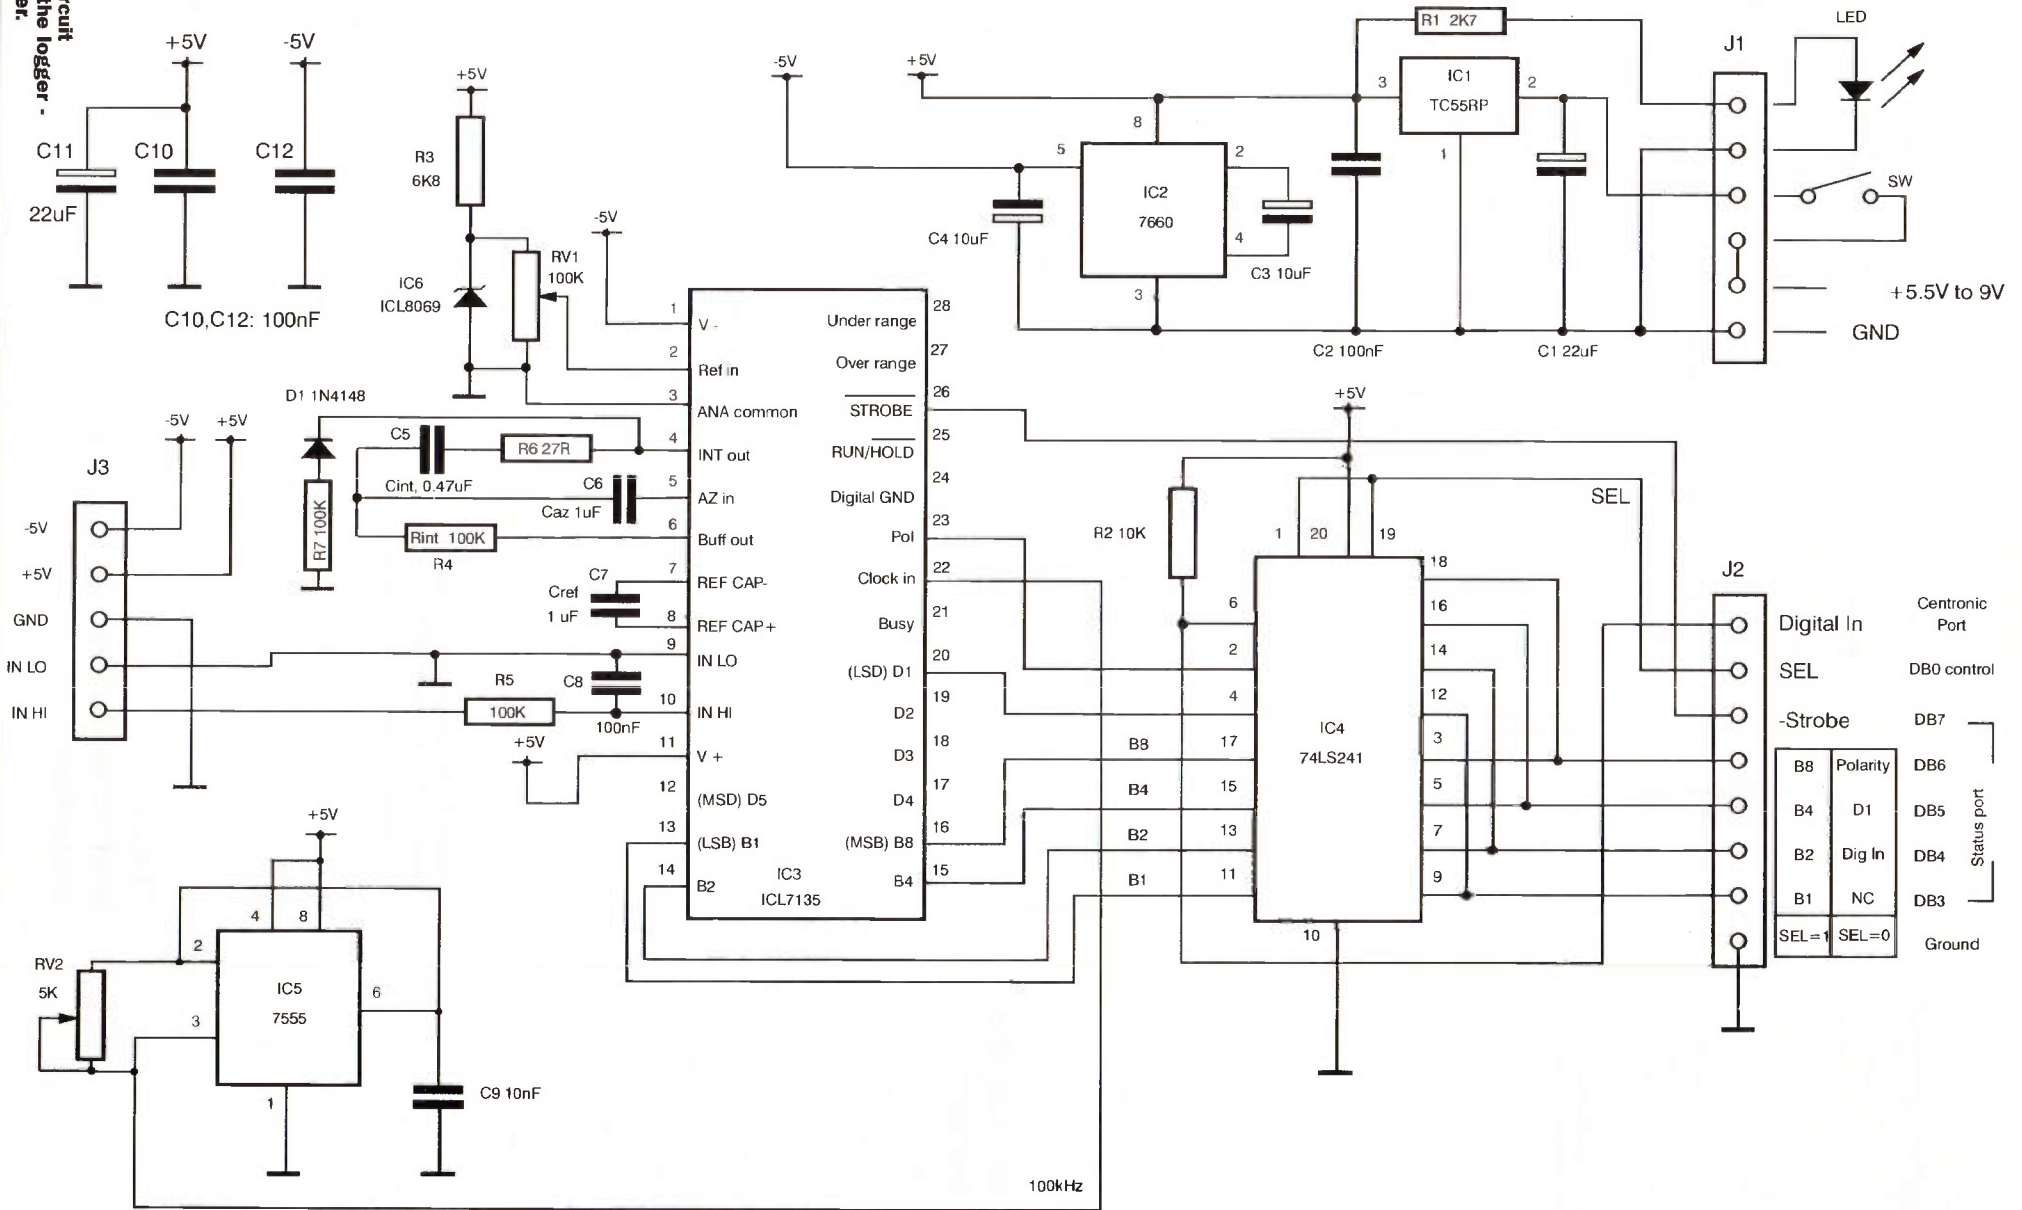 rcuit
the logger -
er.
+5V
-5V
C11
C10
C12
22uF
C10,C12: 100nF
+5V
R3
6K8
IC6
ICL8069
RV1
100K
-5V
-5V
+5V
C4 10uF
5
8
2
4
3
IC2
7660
C3 10uF
R1 2K7
3
IC1
TC55RP
2
1
C2 100nF
C1 22uF
J1
LED
SW
+5.5V to 9V
GND
D1 1N4148
C5
R6 27R
Cint, 0.47uF
C6
Caz 1uF
R7 100K
Rint 100K
R4
C7
Cref
1 uF
C8
100nF
R5
100K
+5V
J3
-5V
+5V
-5V
+5V
GND
IN LO
IN HI
1 V -
2 Ref in
3 ANA common
4 INT out
5 AZ in
6 Buff out
7 REF CAP-
8 REF CAP+
9 IN LO
10 IN HI
11 V +
12 (MSD) D5
13 (LSB) B1
14 B2
IC3
ICL7135
Under range 28
Over range 27
STROBE 26
RUN/HOLD 25
Digital GND 24
Pol 23
Clock in 22
Busy 21
(LSD) D1 20
D2 19
D3 18
D4 17
(MSB) B8 16
B4 15
+5V
R2 10K
SEL
1 20 19
6
2
4
B8 17
B4 15
B2 13
B1 11
IC4
74LS241
18
16
14
12
3
5
7
9
10
J2
Centronic
Port
Digital In
SEL DB0 control
-Strobe DB7
B8 Polarity DB6
B4 D1 DB5
B2 Dig In DB4
B1 NC DB3
SEL=1 SEL=0
Ground
Status port
+5V
4 8
2
3
6
1
RV2
5K
IC5
7555
C9 10nF
100kHz